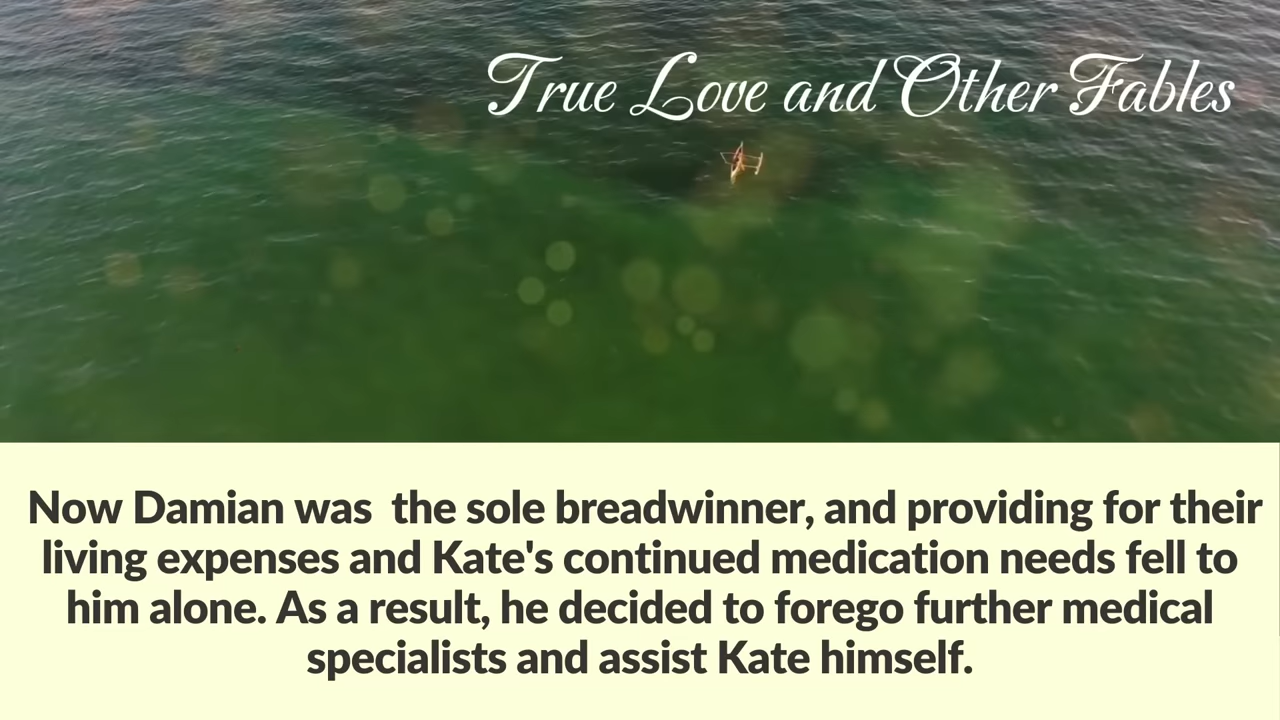 True Love and Other Fables
Now Damian was  the sole breadwinner, and providing for their
living expenses and Kate's continued medication needs fell to
him alone. As a result, he decided to forego further medical
specialists and assist Kate himself.